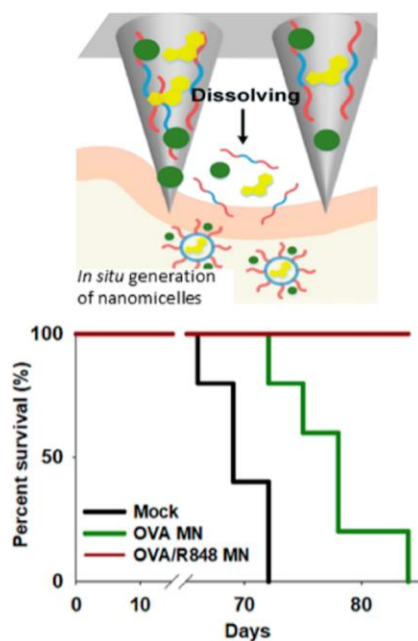 Dissolving
In situ generation
of nanomicelles
Percent survival (%)
100
50
0
Mock
OVA MN
OVA/R848 MN
0 10 70 80
Days